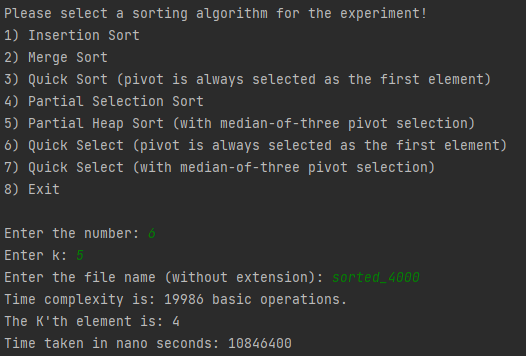 Please select a sorting algorithm for the experiment!
1) Insertion Sort
2) Merge Sort
3) Quick Sort (pivot is always selected as the first element)
4) Partial Selection Sort
5) Partial Heap Sort (with median-of-three pivot selection)
6) Quick Select (pivot is always selected as the first element)
7) Quick Select (with median-of-three pivot selection)
8) Exit
Enter the number: 6
Enter k: 5
Enter the file name (without extension): sorted_4000
Time complexity is: 19986 basic operations.
The K'th element is: 4
Time taken in nano seconds: 10846400